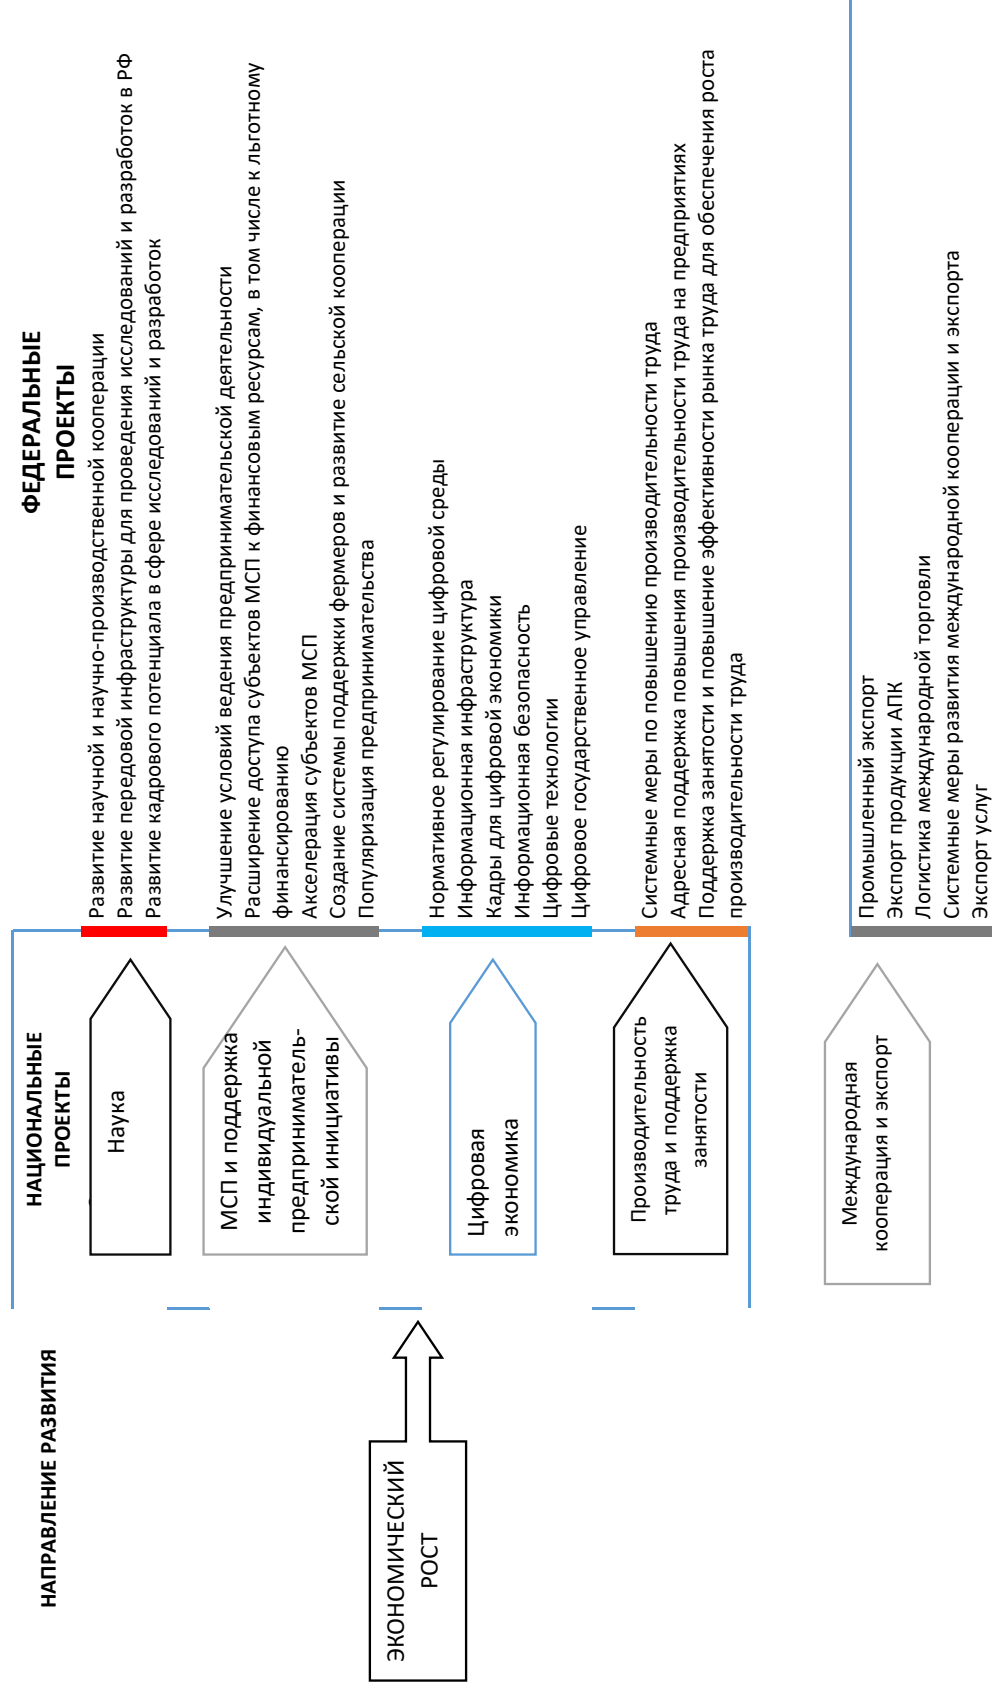 НАПРАВЛЕНИЕ РАЗВИТИЯ
НАЦИОНАЛЬНЫЕ
ПРОЕКТЫ
ФЕДЕРАЛЬНЫЕ
ПРОЕКТЫ
ЭКОНОМИЧЕСКИЙ
РОСТ
Наука
Развитие научной и научно-производственной кооперации
Развитие передовой инфраструктуры для проведения исследований и разработок в РФ
Развитие кадрового потенциала в сфере исследований и разработок
МСП и поддержка
индивидуальной
предприниматель-
ской инициативы
Улучшение условий ведения предпринимательской деятельности
Расширение доступа субъектов МСП к финансовым ресурсам, в том числе к льготному
финансированию
Акселерация субъектов МСП
Создание системы поддержки фермеров и развитие сельской кооперации
Популяризация предпринимательства
Цифровая
экономика
Нормативное регулирование цифровой среды
Информационная инфраструктура
Кадры для цифровой экономики
Информационная безопасность
Цифровые технологии
Цифровое государственное управление
Производительность
труда и поддержка
занятости
Системные меры по повышению производительности труда
Адресная поддержка повышения производительности труда на предприятиях
Поддержка занятости и повышение эффективности рынка труда для обеспечения роста
производительности труда
Международная
кооперация и экспорт
Промышленный экспорт
Экспорт продукции АПК
Логистика международной торговли
Системные меры развития международной кооперации и экспорта
Экспорт услуг